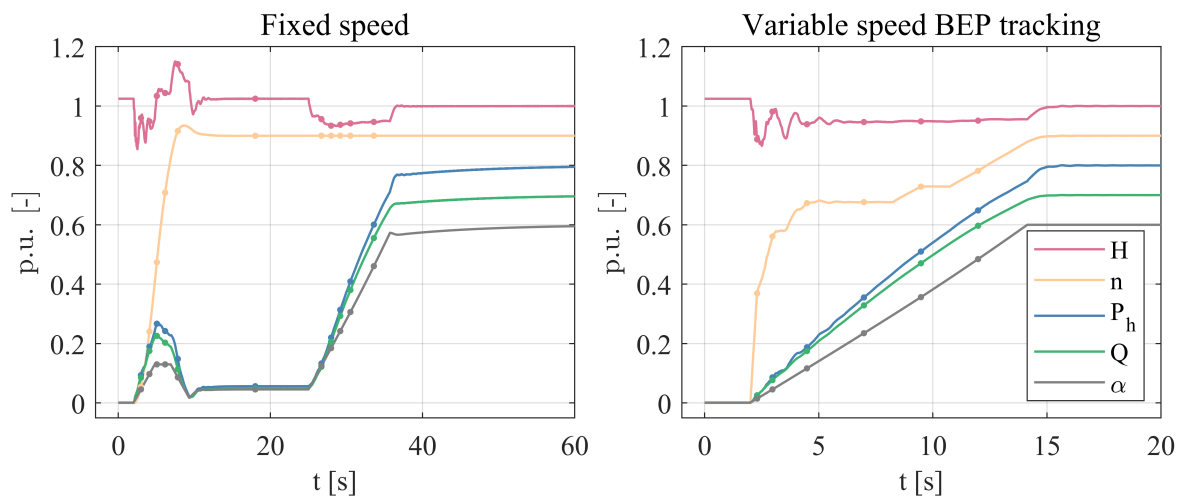 Fixed speed
1.2
1
0.8
0.6
0.4
0.2
0
p.u. [-]
0
20
40
60
t [s]
Variable speed BEP tracking
1.2
1
0.8
0.6
0.4
0.2
0
p.u. [-]
0
5
10
15
20
t [s]
H
n
P_h
Q
α